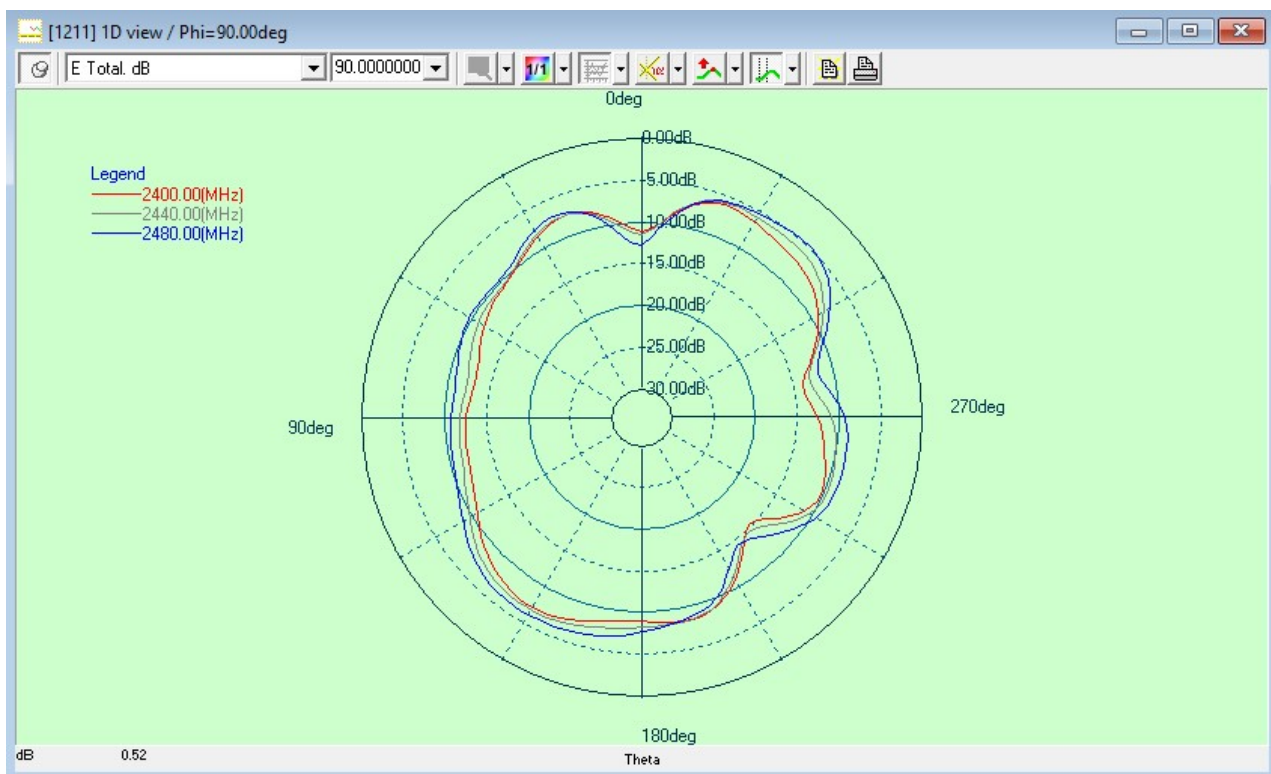 [1211] 1D view / Phi=90.00deg
E Total. dB
90.0000000
1/1
0deg
0.00dB
Legend
5.00dB
2400.00(MHz)
2440.00(MHz)
10.00dB
2480.00(MHz)
15.00dB
20.00dB
25.00dB
30.00dB
270deg
90deg
180deg
dB 0.52 Theta